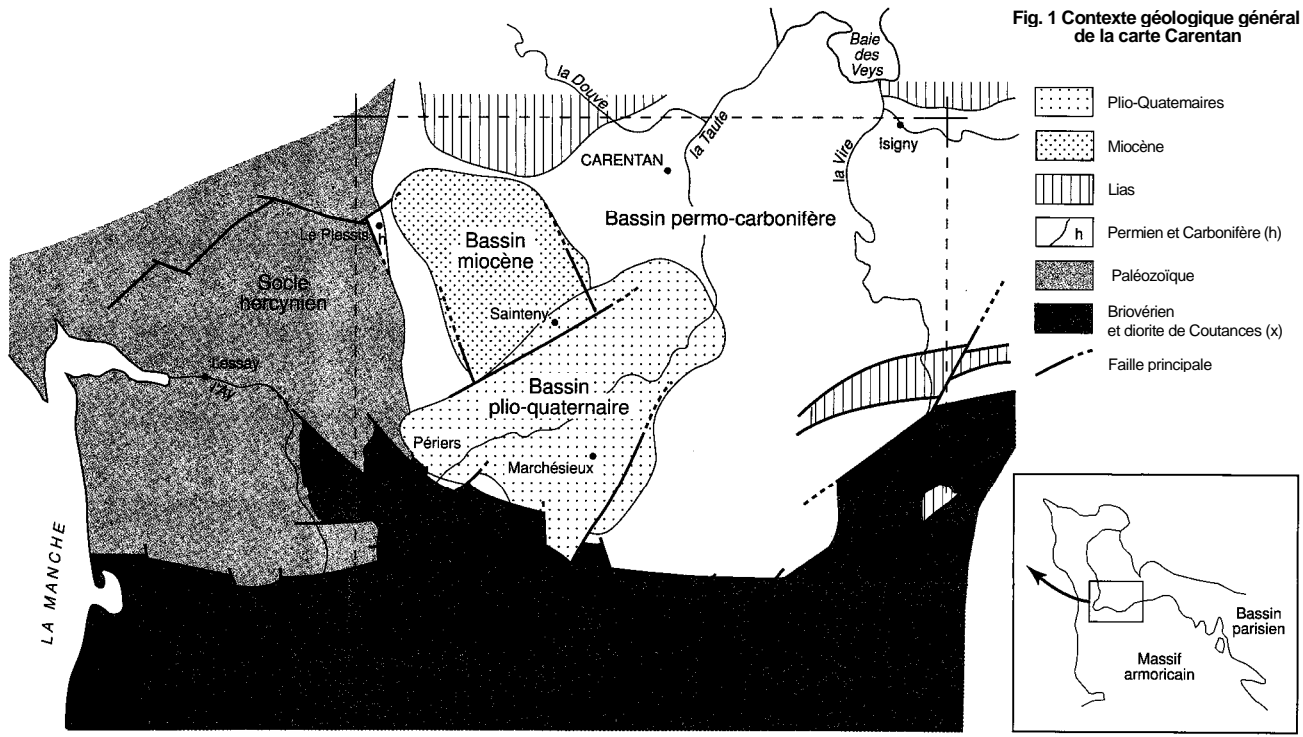 Fig. 1 Contexte géologique général
de la carte Carentan
Plio-Quaternaires
Miocène
Lias
h
Permien et Carbonifère (h)
Paléozoïque
Briovérien
et diorite de Coutances (x)
Faille principale
Baie
des
Veys
la Douve
la Taute
la Vire
Isigny
CARENTAN
Bassin permo-carbonifère
Le Plessis
h
Bassin
miocène
Socle
hercynien
Sainteny
Lessay
l'Ay
Bassin
plio-quaternaire
Périers
Marchésieux
LA MANCHE
Bassin
parisien
Massif
armoricain